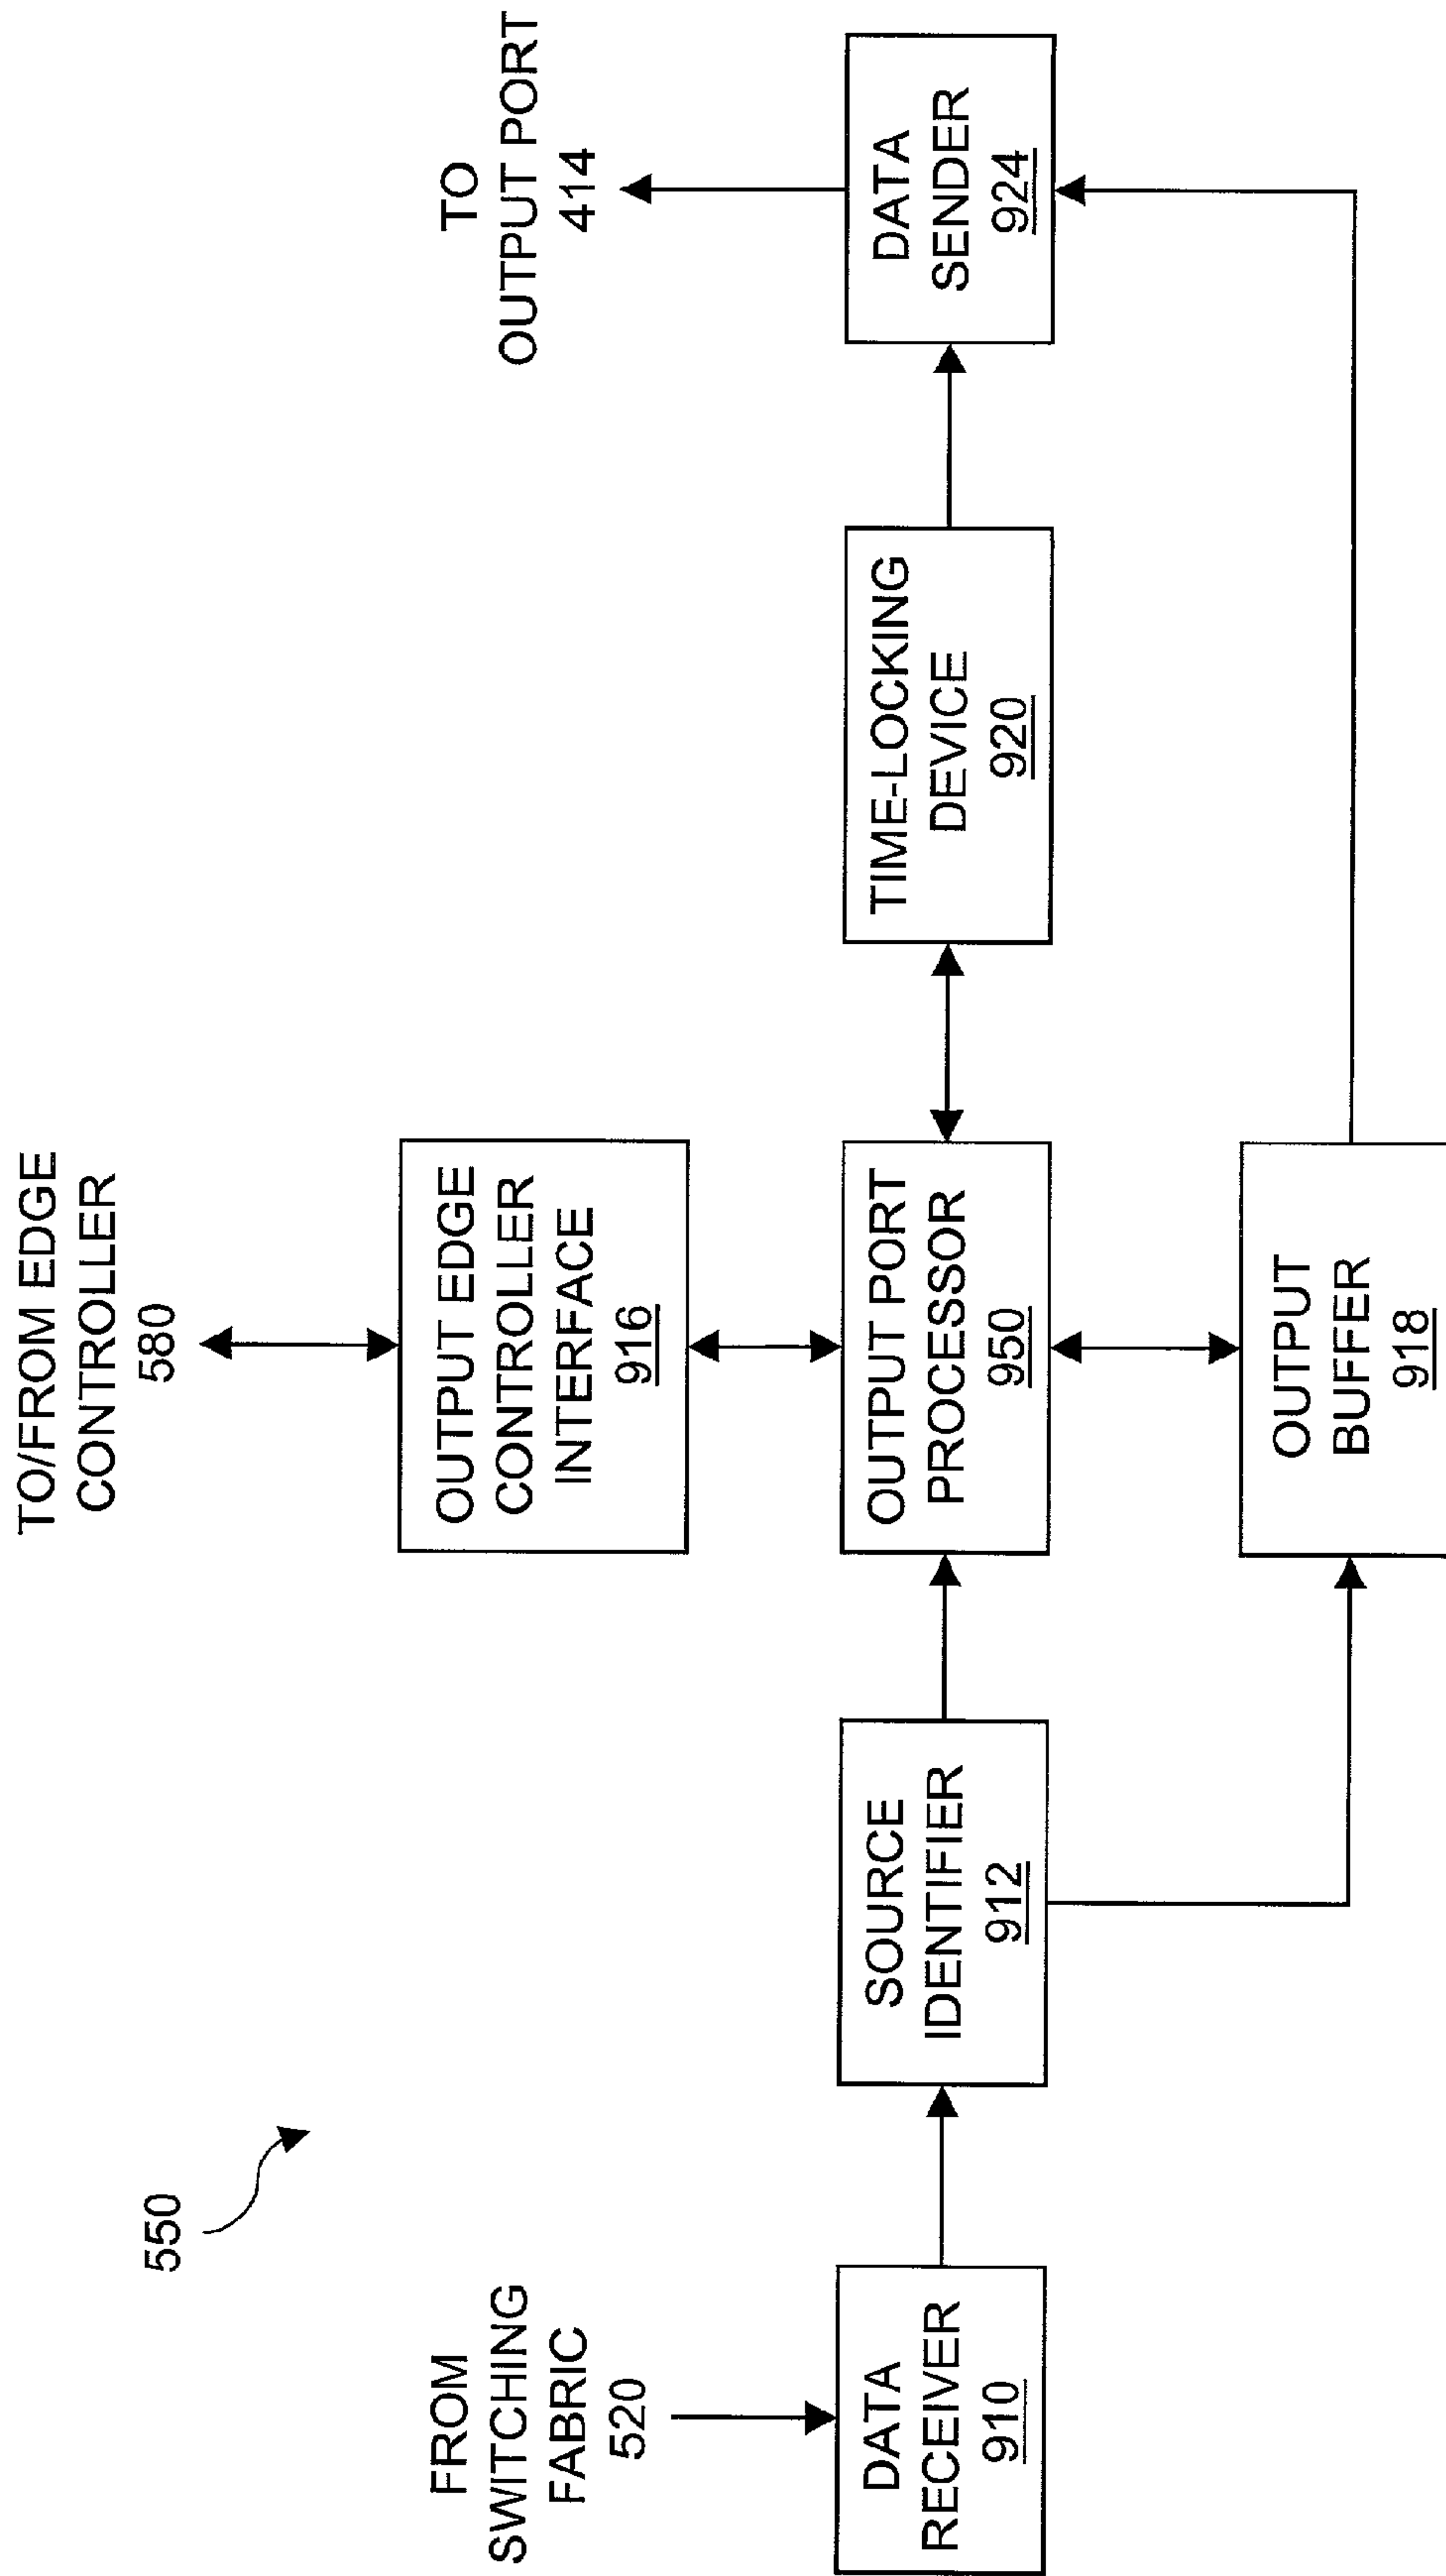 550
TO/FROM EDGE
CONTROLLER
580
FROM
SWITCHING
FABRIC
520
TO
OUTPUT PORT
414
OUTPUT EDGE
CONTROLLER
INTERFACE
916
DATA
RECEIVER
910
SOURCE
IDENTIFIER
912
OUTPUT PORT
PROCESSOR
950
TIME-LOCKING
DEVICE
920
DATA
SENDER
924
OUTPUT
BUFFER
918